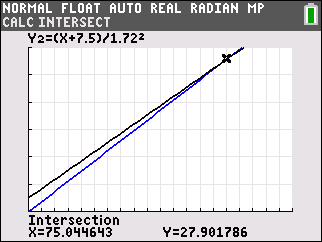 NORMAL FLOAT AUTO REAL RADIAN MP
CALC INTERSECT
Y₂=(X+7.5)/1.72²
Intersection
X=75.044643 Y=27.901786